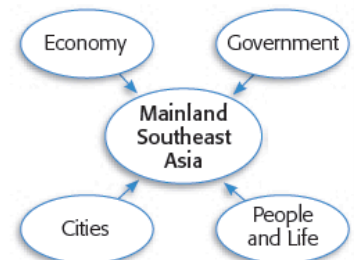 Economy
Government
Mainland
Southeast
Asia
Cities
People
and Life